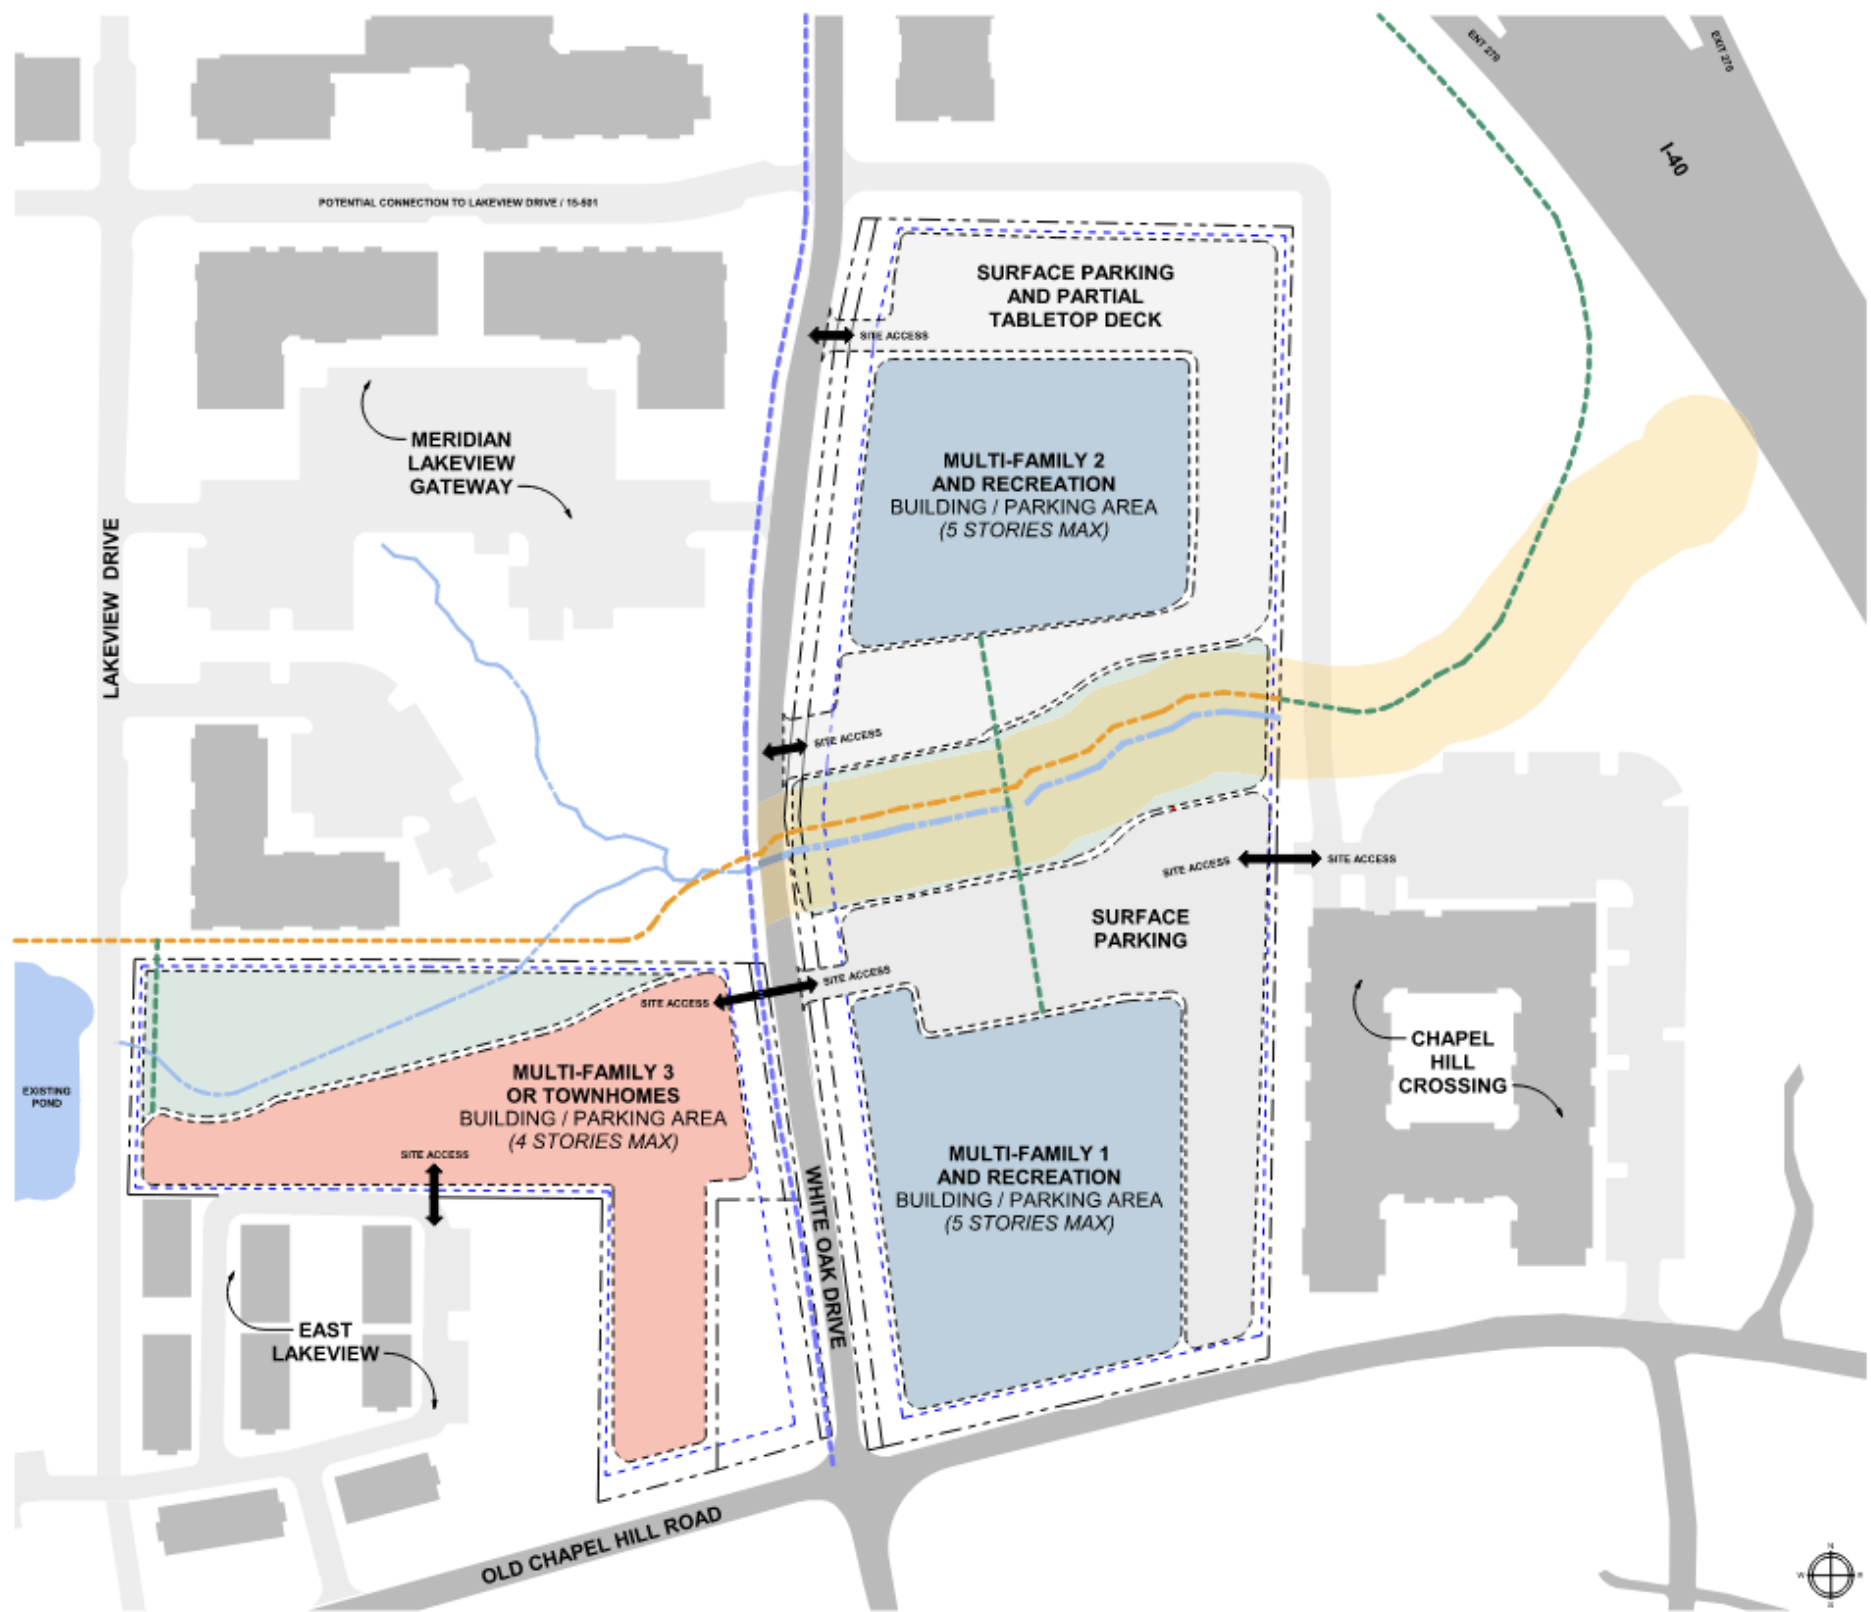 ENT 270
EXIT 270
I-40
POTENTIAL CONNECTION TO LAKEVIEW DRIVE / 15-501
SURFACE PARKING
AND PARTIAL
TABLETOP DECK
SITE ACCESS
MERIDIAN
LAKEVIEW
GATEWAY
MULTI-FAMILY 2
AND RECREATION
BUILDING / PARKING AREA
(5 STORIES MAX)
LAKEVIEW DRIVE
SITE ACCESS
SITE ACCESS
SITE ACCESS
SURFACE
PARKING
SITE ACCESS
SITE ACCESS
EXISTING
POND
MULTI-FAMILY 3
OR TOWNHOMES
BUILDING / PARKING AREA
(4 STORIES MAX)
SITE ACCESS
CHAPEL
HILL
CROSSING
MULTI-FAMILY 1
AND RECREATION
BUILDING / PARKING AREA
(5 STORIES MAX)
WHITE OAK DRIVE
EAST
LAKEVIEW
OLD CHAPEL HILL ROAD
N
W
E
S